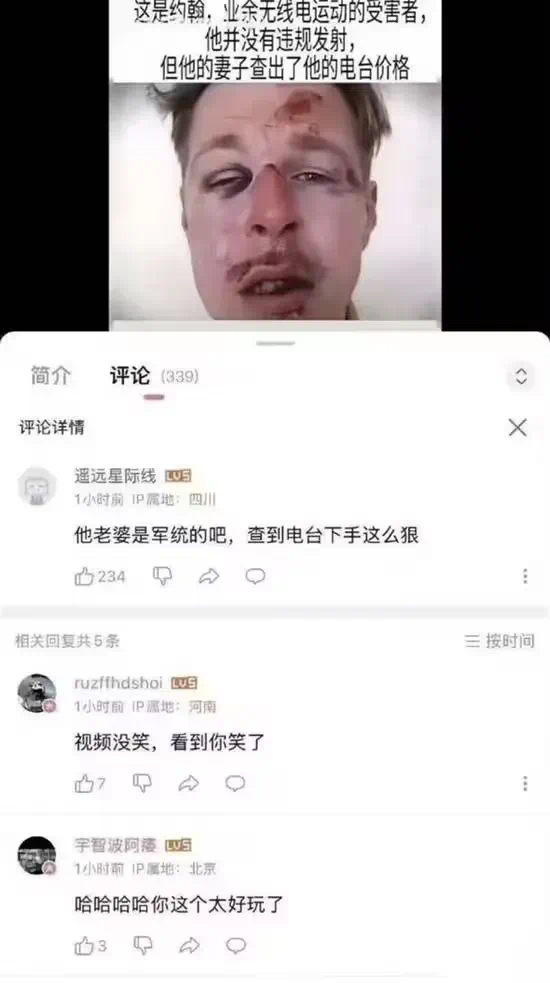 这是约翰，业余无线电运动的受害者，
他并没有违规发射，
但他的妻子查出了他的电台价格
简介
评论 (339)
评论详情
遥远星际线 LV5
1小时前 IP属地：四川
他老婆是军统的吧，查到电台下手这么狠
234
相关回复共5条
按时间
ruzffhdshoi LV5
1小时前 IP属地：河南
视频没笑，看到你笑了
7
宇智波阿痿 LV5
1小时前 IP属地：北京
哈哈哈哈你这个太好玩了
3